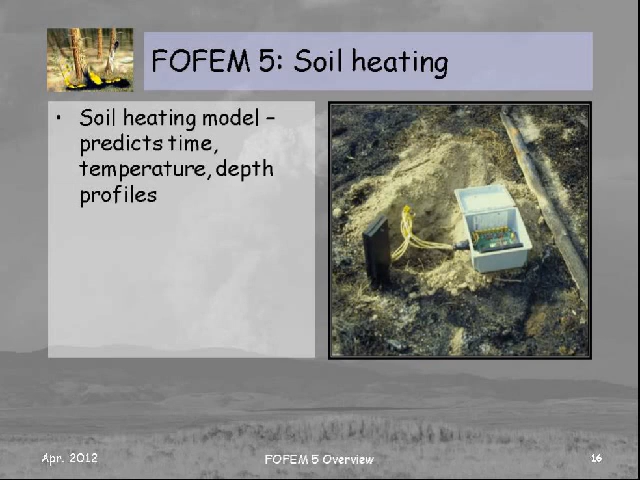 FOFEM 5: Soil heating
• Soil heating model –
predicts time,
temperature, depth
profiles
Apr. 2012
FOFEM 5 Overview
16